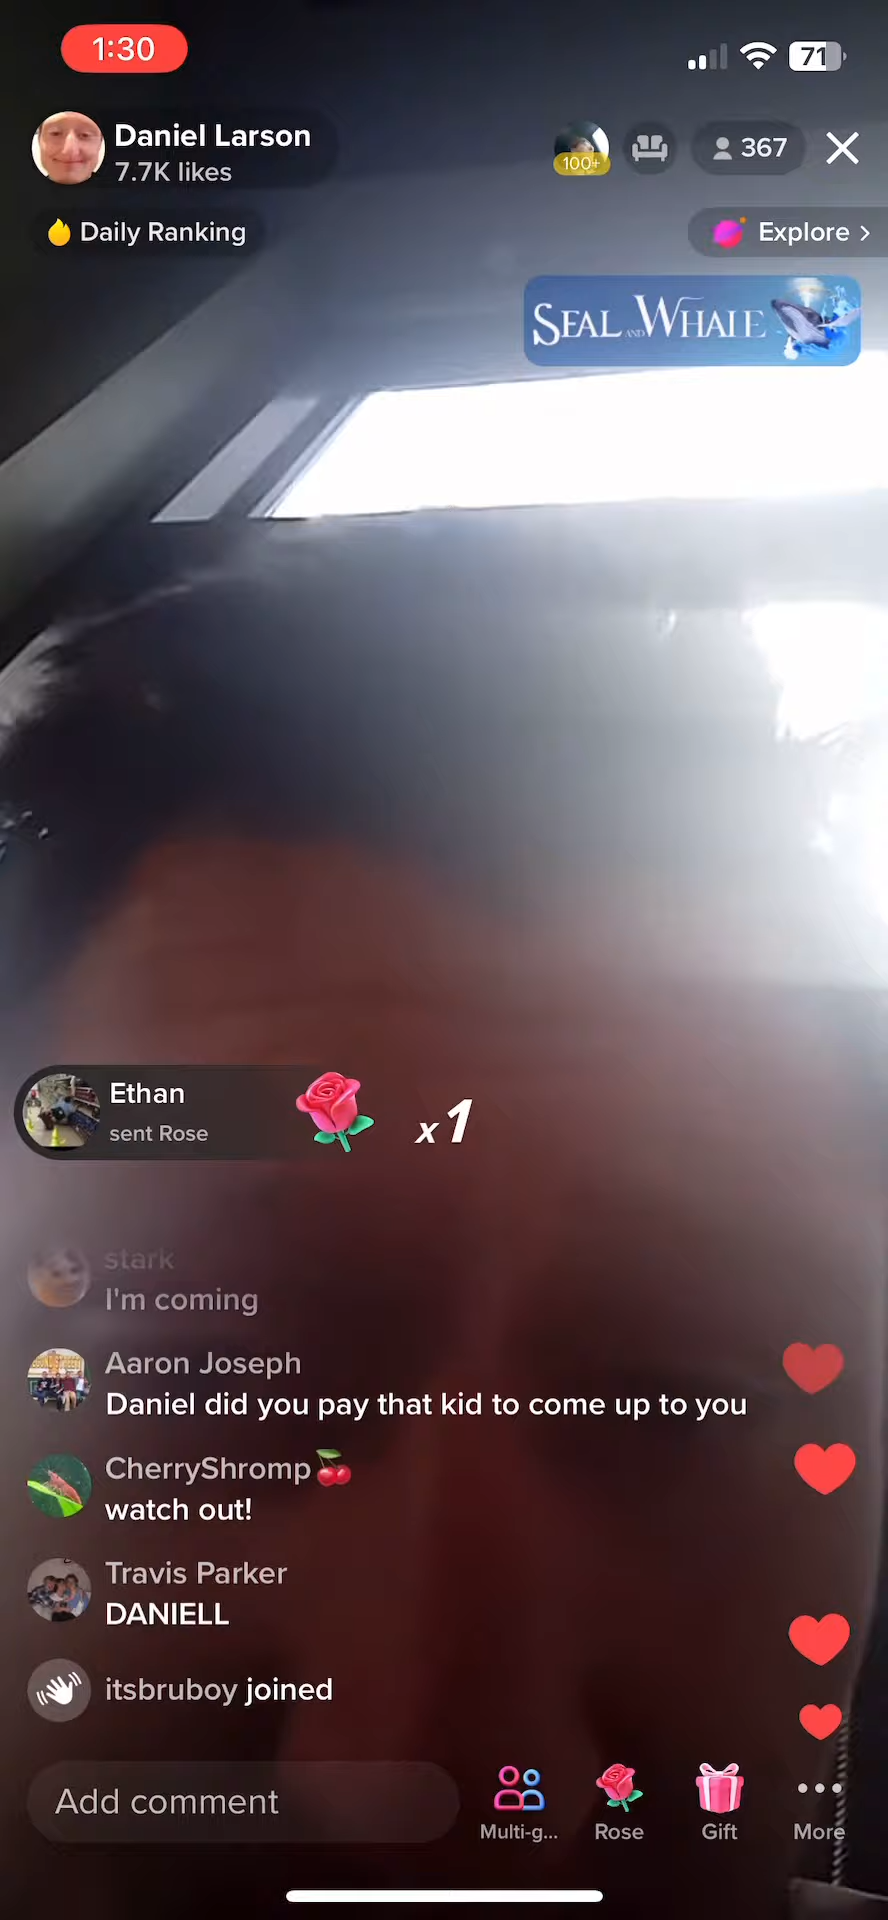 1:30
71
Daniel Larson
7.7K likes
100+
367
Daily Ranking
Explore >
SEAL AND WHALE
Ethan
sent Rose
x1
stark
I'm coming
Aaron Joseph
Daniel did you pay that kid to come up to you
CherryShromp🍒
watch out!
Travis Parker
DANIELL
itsbruboy joined
Add comment
Multi-g...
Rose
Gift
More